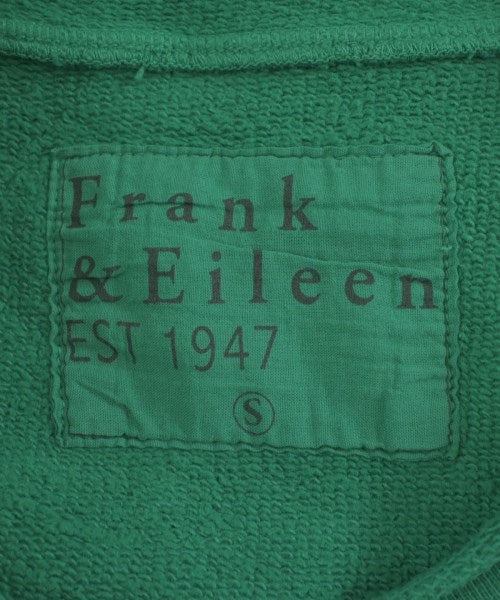 Frank
& Eileen
EST 1947
S